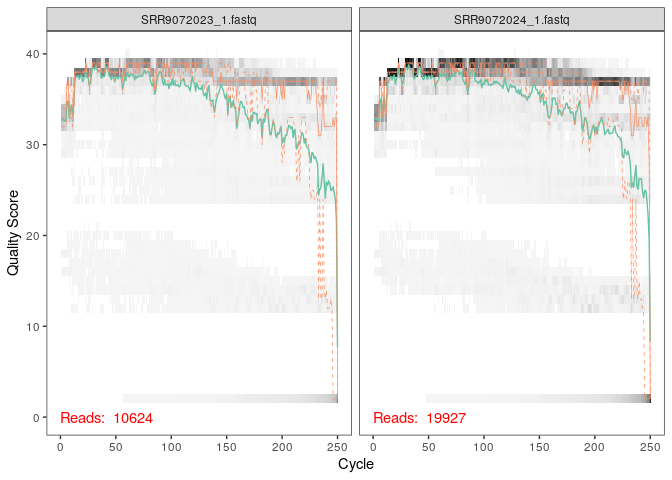 SRR9072023_1.fastq
SRR9072024_1.fastq
Quality Score
40
30
20
10
0
Reads: 10624
Reads: 19927
0 50 100 150 200 250
0 50 100 150 200 250
Cycle